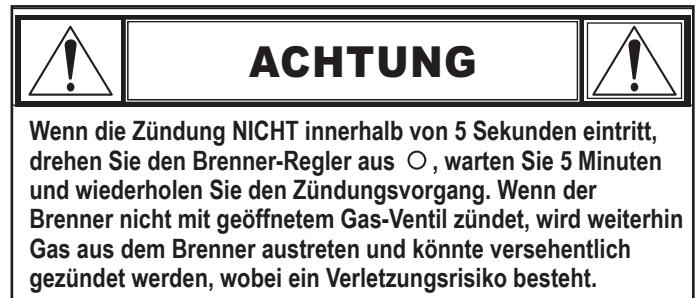 ACHTUNG
Wenn die Zündung NICHT innerhalb von 5 Sekunden eintritt,
drehen Sie den Brenner-Regler aus ○, warten Sie 5 Minuten
und wiederholen Sie den Zündungsvorgang. Wenn der
Brenner nicht mit geöffnetem Gas-Ventil zündet, wird weiterhin
Gas aus dem Brenner austreten und könnte versehentlich
gezündet werden, wobei ein Verletzungsrisiko besteht.